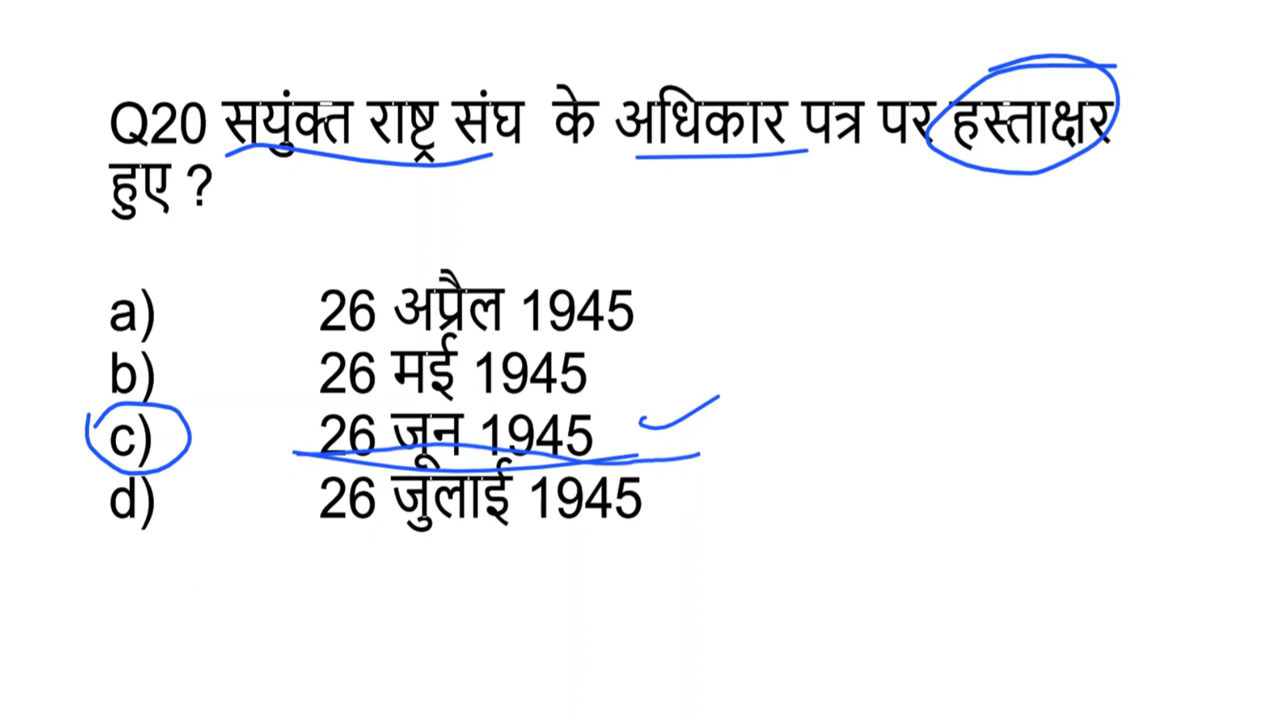 Q20 सयुंक्त राष्ट्र संघ के अधिकार पत्र पर हस्ताक्षर
हुए ?
a) 26 अप्रैल 1945
b) 26 मई 1945
c) 26 जून 1945
d) 26 जुलाई 1945